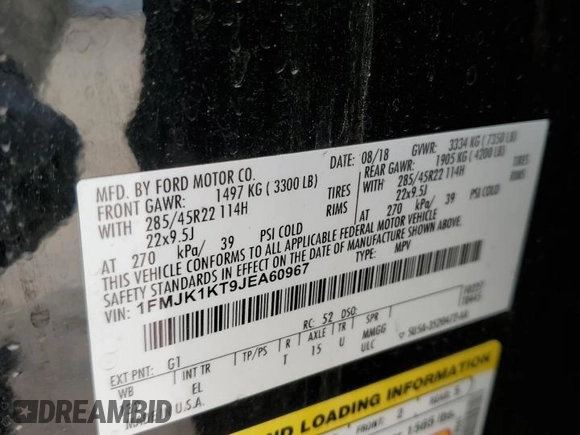 MFD. BY FORD MOTOR CO.
DATE: 08/18 GVWR: 3334 KG ( 7350 LB)
FRONT GAWR: 1497 KG ( 3300 LB)
REAR GAWR: 1905 KG ( 4200 LB)
WITH 285/45R22 114H TIRES
WITH 285/45R22 114H TIRES
22x9.5J RIMS
22x9.5J RIMS
AT 270 kPa/ 39 PSI COLD
AT 270 kPa/ 39 PSI COLD
THIS VEHICLE CONFORMS TO ALL APPLICABLE FEDERAL MOTOR VEHICLE
SAFETY STANDARDS IN EFFECT ON THE DATE OF MANUFACTURE SHOWN ABOVE.
VIN: 1FMJK1KT9JEA60967 TYPE: MPV
EXT PNT: G1 RC: 52 DSO:
WB INT TR TP/PS R AXLE TR SPR
EL T 15 U MMGG
ULC
U.S.A.
AND LOADING INFORMATION
FRONT: 2
DREAMBID